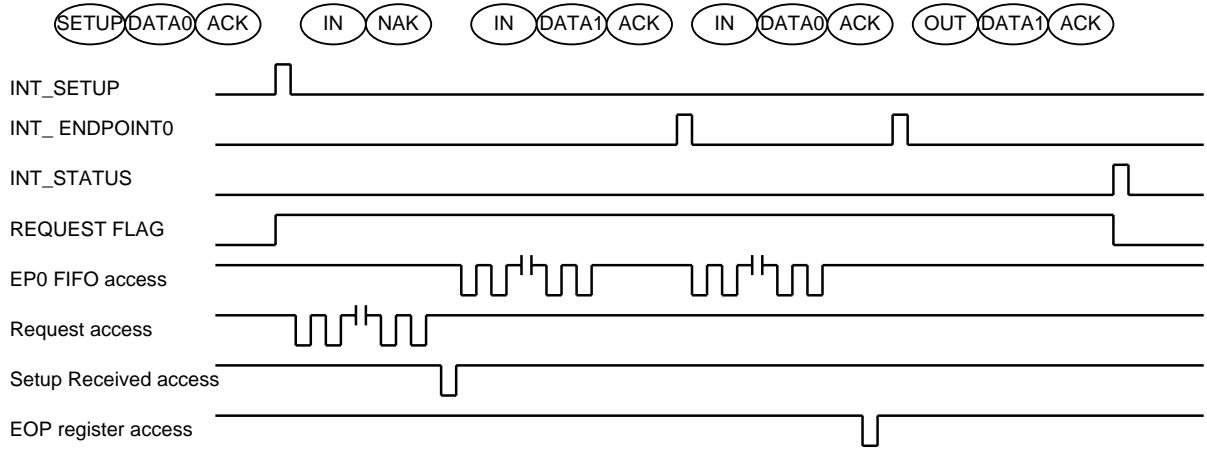 SETUP DATA0 ACK IN NAK IN DATA1 ACK IN DATA0 ACK OUT DATA1 ACK
INT_SETUP
INT_ ENDPOINT0
INT_STATUS
REQUEST FLAG
EP0 FIFO access
Request access
Setup Received access
EOP register access